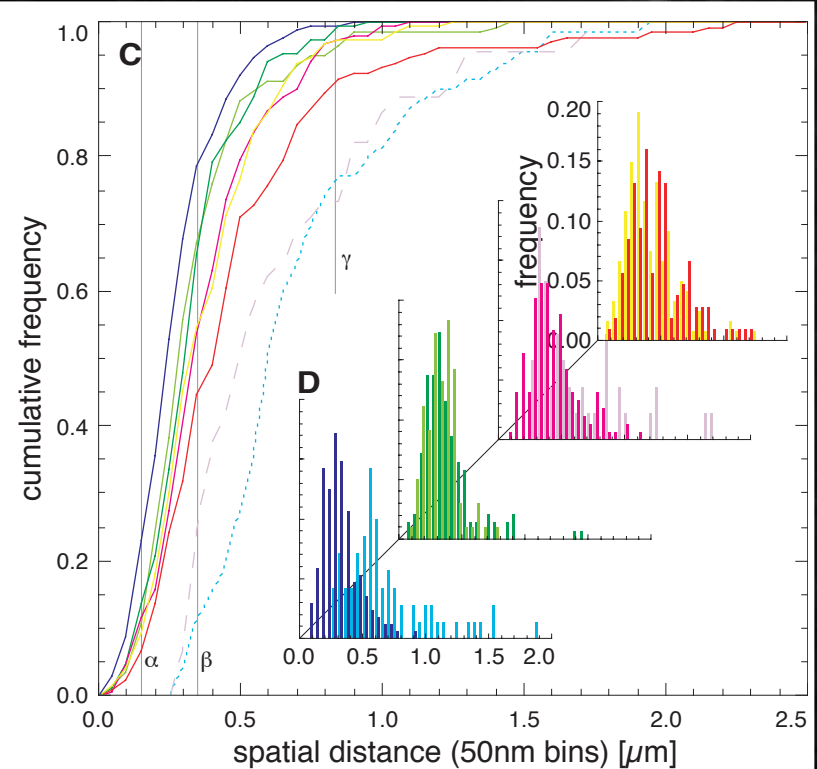 C
1.0
0.8
0.6
0.4
0.2
0.0
cumulative frequency
α
β
γ
0.0 0.5 1.0 1.5 2.0 2.5
spatial distance (50nm bins) [µm]
D
frequency
0.20
0.15
0.10
0.05
0.00
0.0 0.5 1.0 1.5 2.0